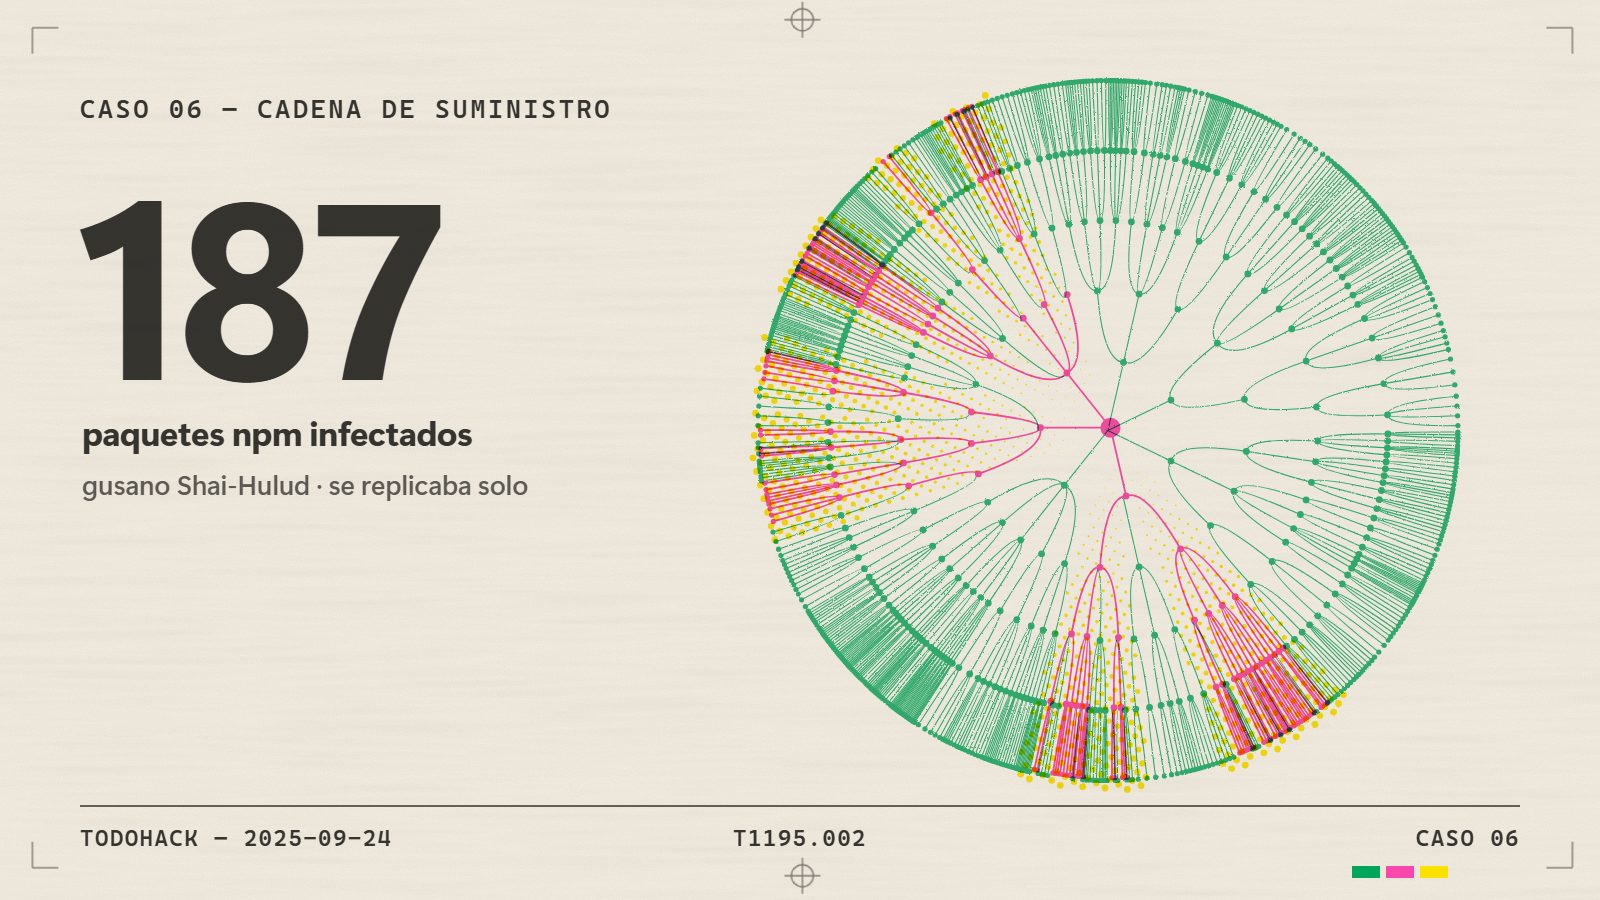 CASO 06 — CADENA DE SUMINISTRO
187
paquetes npm infectados
gusano Shai-Hulud · se replicaba solo
TODOHACK — 2025-09-24
T1195.002
CASO 06